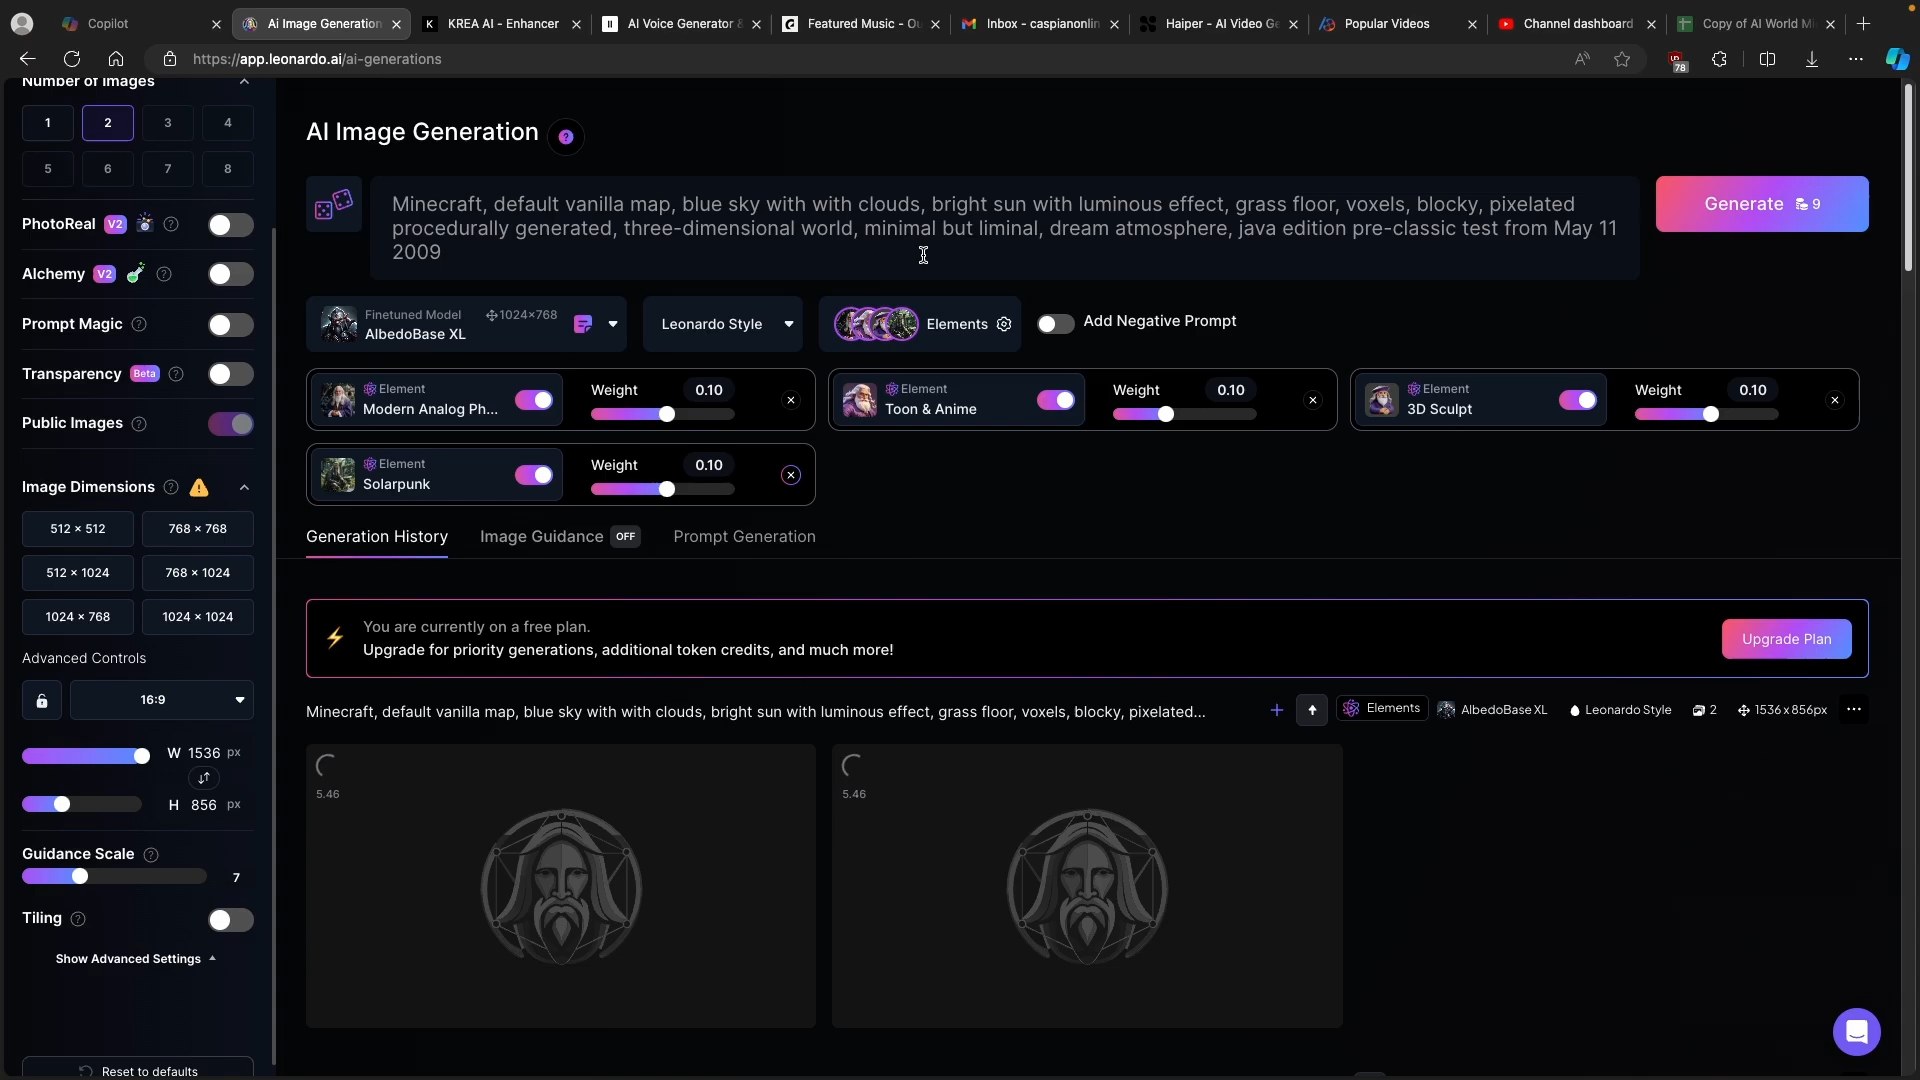 Copilot
Ai Image Generation
KREA AI - Enhancer
AI Voice Generator &
Featured Music - Ou
Inbox - caspianonlin
Haiper - AI Video Ge
Popular Videos
Channel dashboard
Copy of AI World Mi
https://app.leonardo.ai/ai-generations
78
Number of Images
1 2 3 4
5 6 7 8
PhotoReal V2
Alchemy V2
Prompt Magic
Transparency Beta
Public Images
Image Dimensions
512 × 512 768 × 768
512 × 1024 768 × 1024
1024 × 768 1024 × 1024
Advanced Controls
16:9
W 1536 px
H 856 px
Guidance Scale
7
Tiling
Show Advanced Settings
Reset to defaults
AI Image Generation
Minecraft, default vanilla map, blue sky with with clouds, bright sun with luminous effect, grass floor, voxels, blocky, pixelated
procedurally generated, three-dimensional world, minimal but liminal, dream atmosphere, java edition pre-classic test from May 11
2009
Generate 9
Finetuned Model 1024×768
AlbedoBase XL
Leonardo Style
Elements
Add Negative Prompt
Element
Modern Analog Ph...
Weight 0.10
Element
Toon & Anime
Weight 0.10
Element
3D Sculpt
Weight 0.10
Element
Solarpunk
Weight 0.10
Generation History Image Guidance OFF Prompt Generation
You are currently on a free plan.
Upgrade for priority generations, additional token credits, and much more!
Upgrade Plan
Minecraft, default vanilla map, blue sky with with clouds, bright sun with luminous effect, grass floor, voxels, blocky, pixelated...
Elements AlbedoBase XL Leonardo Style 2 1536 x 856px
5.46
5.46